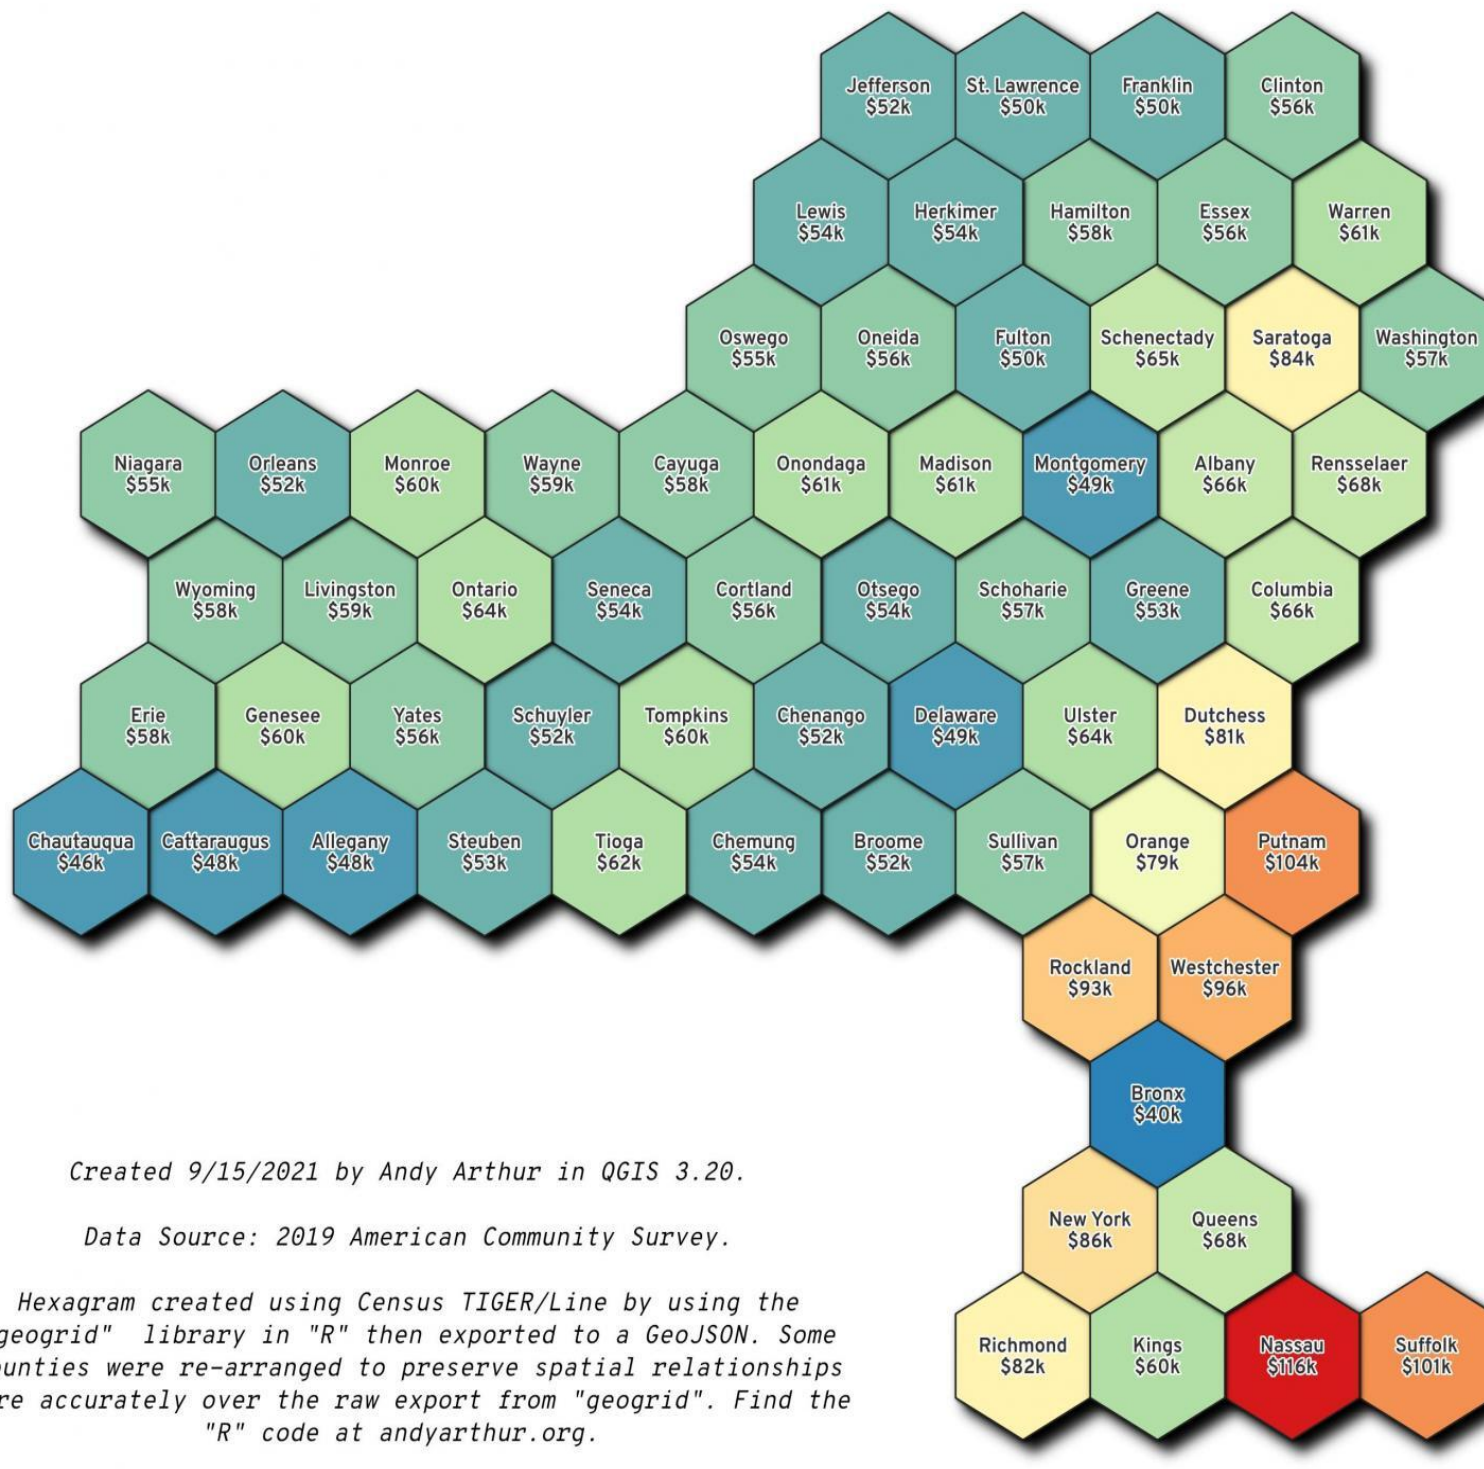 Jefferson
$52k
St. Lawrence
$50k
Franklin
$50k
Clinton
$56k
Lewis
$54k
Herkimer
$54k
Hamilton
$58k
Essex
$56k
Warren
$61k
Oswego
$55k
Oneida
$56k
Fulton
$50k
Schenectady
$65k
Saratoga
$84k
Washington
$57k
Niagara
$55k
Orleans
$52k
Monroe
$60k
Wayne
$59k
Cayuga
$58k
Onondaga
$61k
Madison
$61k
Montgomery
$49k
Albany
$66k
Rensselaer
$68k
Wyoming
$58k
Livingston
$59k
Ontario
$64k
Seneca
$54k
Cortland
$56k
Otsego
$54k
Schoharie
$57k
Greene
$53k
Columbia
$66k
Erie
$58k
Genesee
$60k
Yates
$56k
Schuyler
$52k
Tompkins
$60k
Chenango
$52k
Delaware
$49k
Ulster
$64k
Dutchess
$81k
Chautauqua
$46k
Cattaraugus
$48k
Allegany
$48k
Steuben
$53k
Tioga
$62k
Chemung
$54k
Broome
$52k
Sullivan
$57k
Orange
$79k
Putnam
$104k
Rockland
$93k
Westchester
$96k
Bronx
$40k
New York
$86k
Queens
$68k
Richmond
$82k
Kings
$60k
Nassau
$116k
Suffolk
$101k
Created 9/15/2021 by Andy Arthur in QGIS 3.20.
Data Source: 2019 American Community Survey.
Hexagram created using Census TIGER/Line by using the
geogrid" library in "R" then exported to a GeoJSON. Some
ounties were re-arranged to preserve spatial relationships
re accurately over the raw export from "geogrid". Find the
"R" code at andyarthur.org.